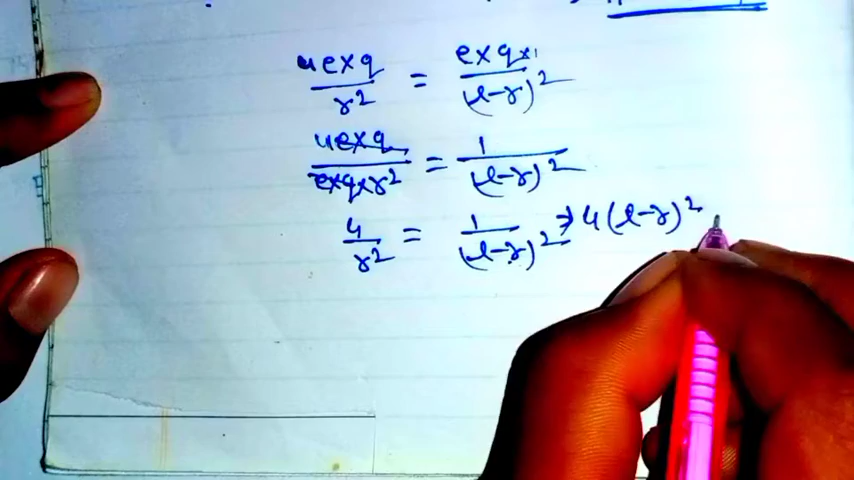 4e×q/r² = e×q×1/(l-r)²
4e×q/e×q×r² = 1/(l-r)²
4/r² = 1/(l-r)² ⇒ 4(l-r)²